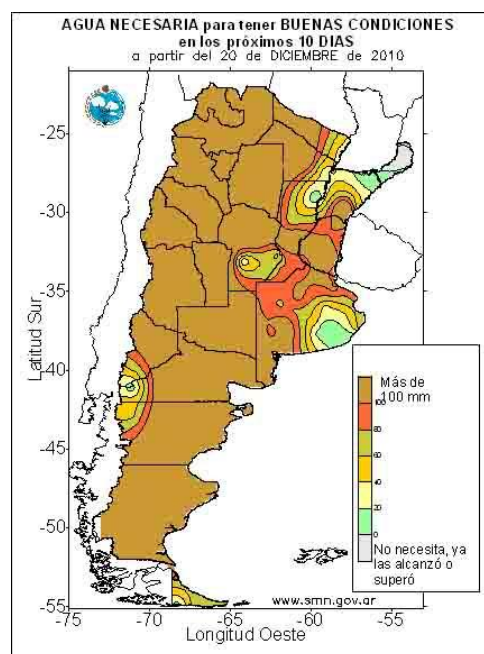 AGUA NECESARIA para tener BUENAS CONDICIONES
en los próximos 10 DIAS
a partir del 20 de DICIEMBRE de 2010
-25
-30
-35
-40
-45
-50
-55
Latitud Sur
Más de
100 mm
100
80
60
40
20
0
No necesita, ya
las alcanzó o
superó
www.smn.gov.ar
-75
-70
-65
-60
-55
Longitud Oeste